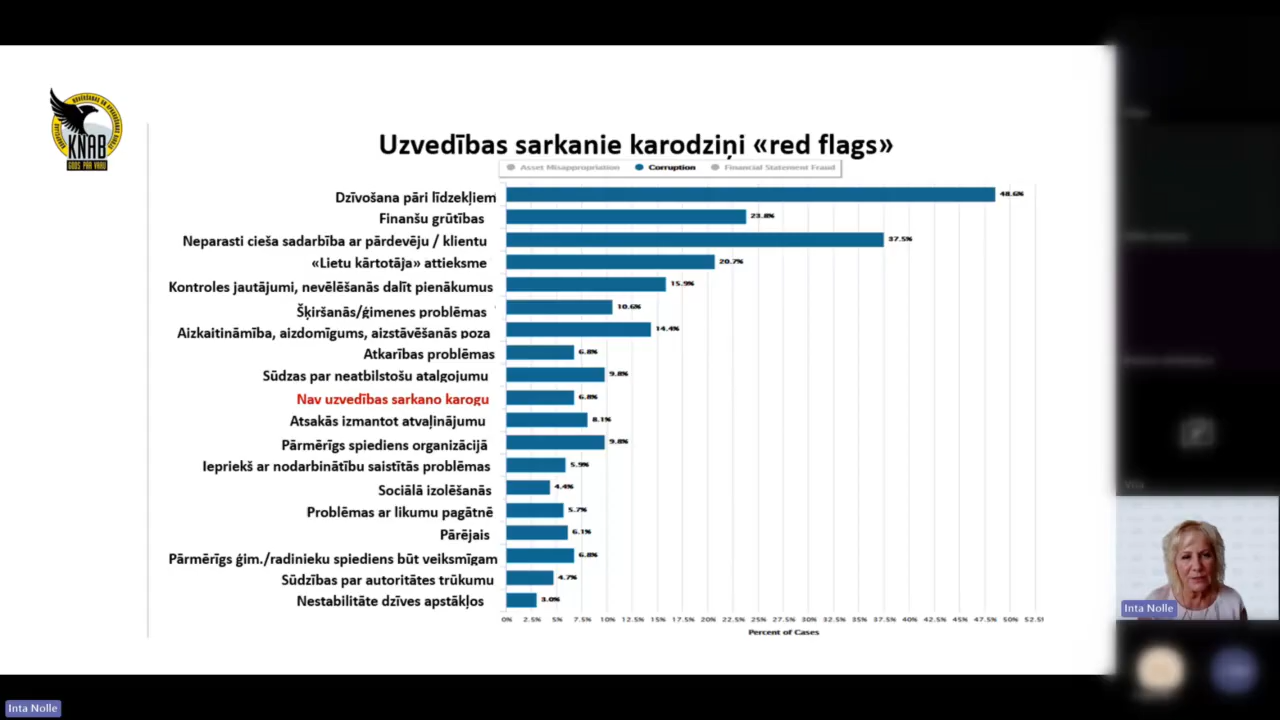 KNAB
GODS PAR VARU
Uzvedības sarkanie karodziņi «red flags»
Asset Misappropriation Corruption Financial Statement Fraud
Dzīvošana pāri līdzekļiem 48.6%
Finanšu grūtības 23.8%
Neparasti cieša sadarbība ar pārdevēju / klientu 37.5%
«Lietu kārtotāja» attieksme 20.7%
Kontroles jautājumi, nevēlēšanās dalīt pienākumus 15.9%
Šķiršanās/ģimenes problēmas 10.6%
Aizkaitināmība, aizdomīgums, aizstāvēšanās poza 14.4%
Atkarības problēmas 6.8%
Sūdzas par neatbilstošu atalgojumu 9.8%
Nav uzvedības sarkano karogu 6.8%
Atsakās izmantot atvaļinājumu 8.1%
Pārmērīgs spiediens organizācijā 9.8%
Iepriekš ar nodarbinātību saistītās problēmas 5.9%
Sociālā izolēšanās 4.4%
Problēmas ar likumu pagātnē 5.7%
Pārējais 6.1%
Pārmērīgs ģim./radinieku spiediens būt veiksmīgam 6.8%
Sūdzības par autoritātes trūkumu 4.7%
Nestabilitāte dzīves apstākļos 3.0%
0% 2.5% 5% 7.5% 10% 12.5% 15% 17.5% 20% 22.5% 25% 27.5% 30% 32.5% 35% 37.5% 40% 42.5% 45% 47.5% 50% 52.5
Percent of Cases
Inta Nolle
Inta Nolle